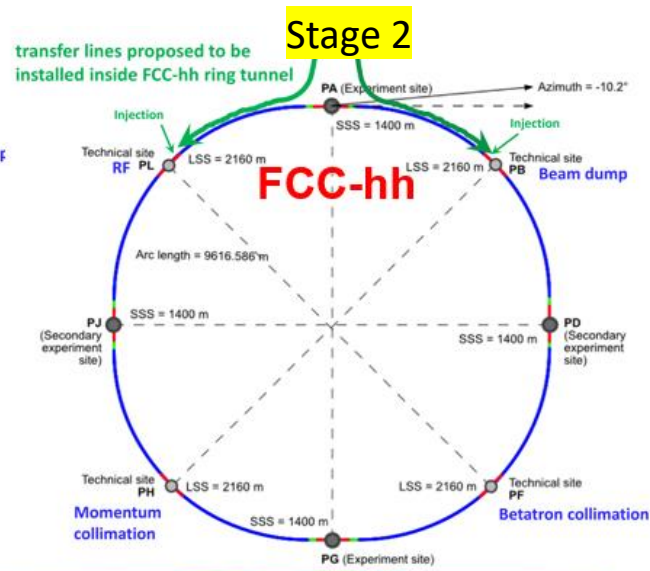 Stage 2
transfer lines proposed to be
installed inside FCC-hh ring tunnel
PA (Experiment site)
Azimuth = -10.2°
Injection
SSS = 1400 m
Injection
Technical site
RF PL
LSS = 2160 m
LSS = 2160 m
Technical site
PB
Beam dump
FCC-hh
Arc length = 9616.586 m
SSS = 1400 m
PJ
(Secondary
experiment
site)
SSS = 1400 m
PD
(Secondary
experiment
site)
Technical site
PH
LSS = 2160 m
Momentum
collimation
LSS = 2160 m
Technical site
PF
Betatron collimation
SSS = 1400 m
PG (Experiment site)